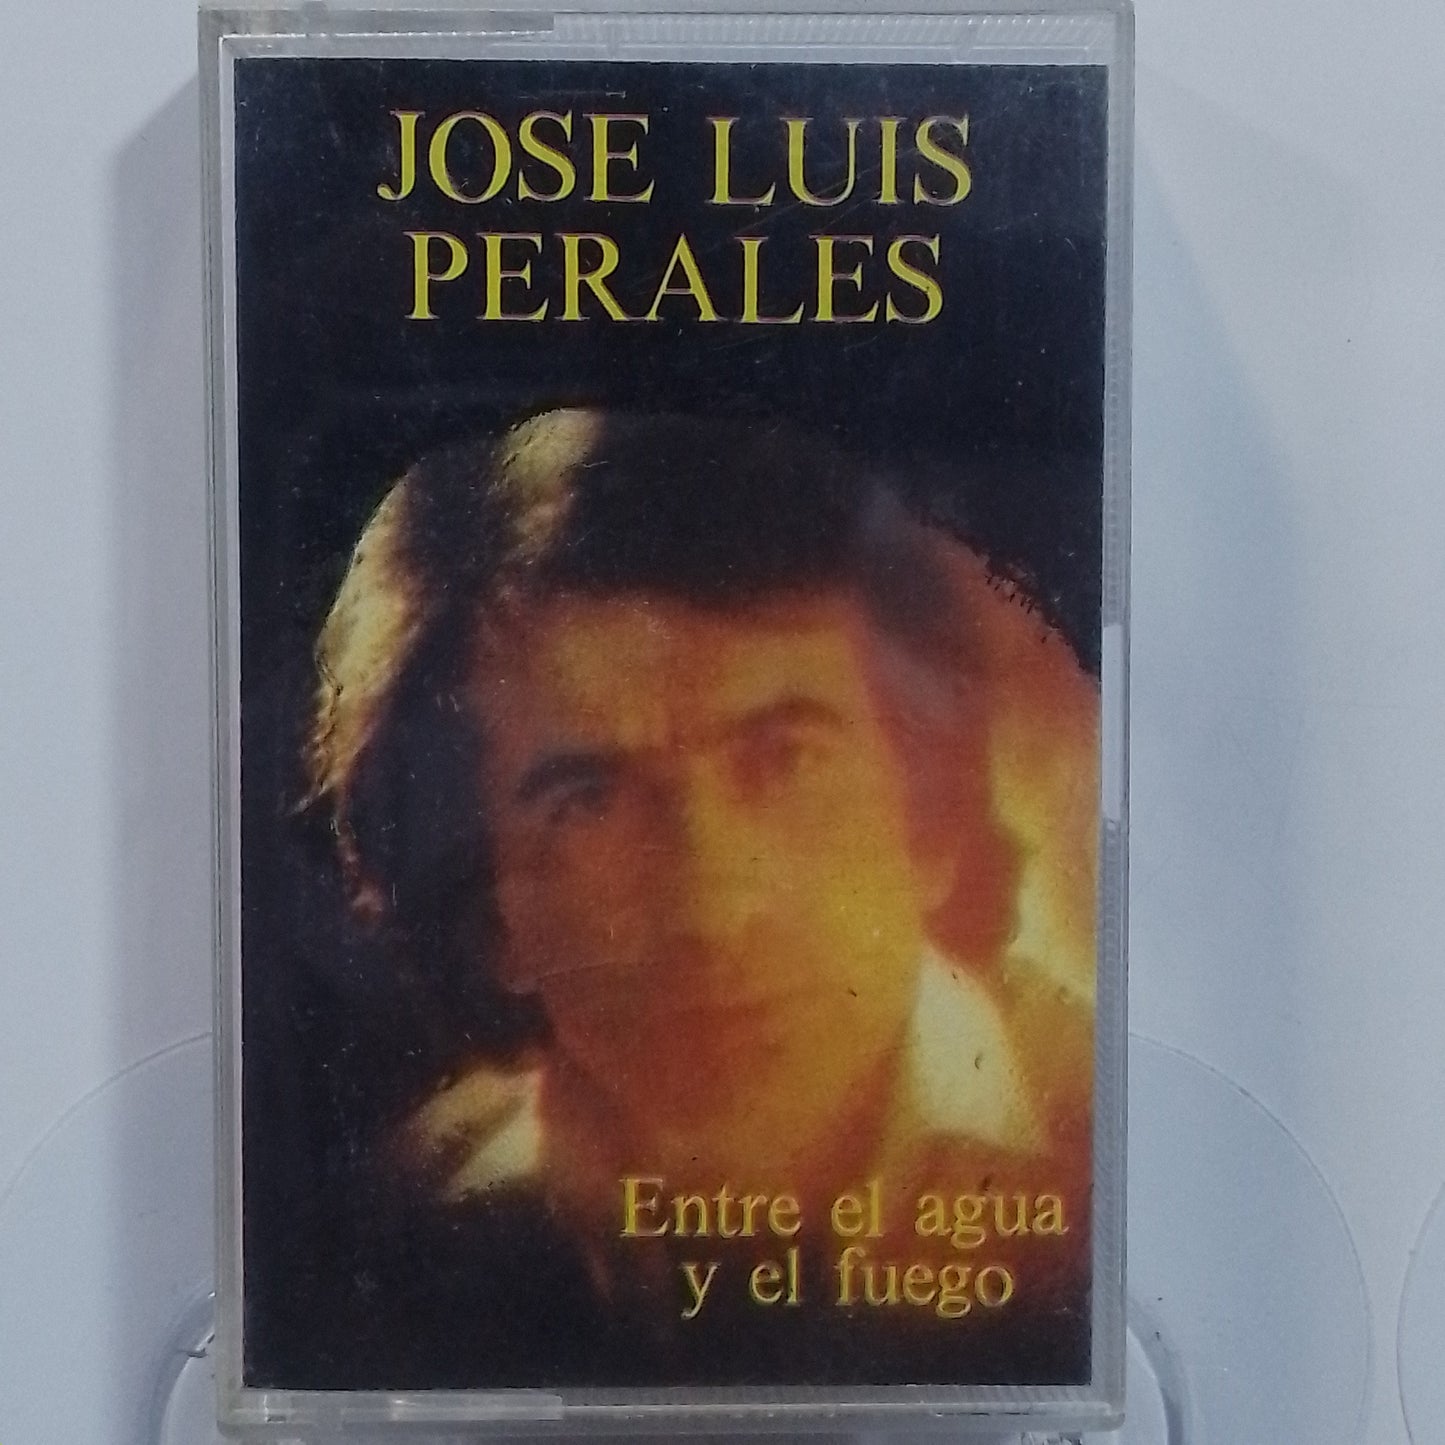 JOSE LUIS
PERALES
Entre el agua
y el fuego